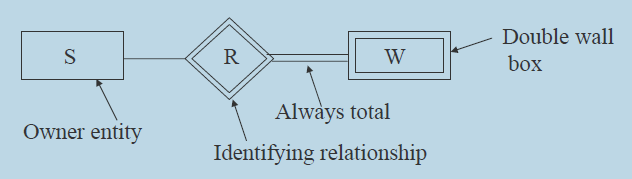 S
R
W
Double wall
box
Always total
Owner entity
Identifying relationship